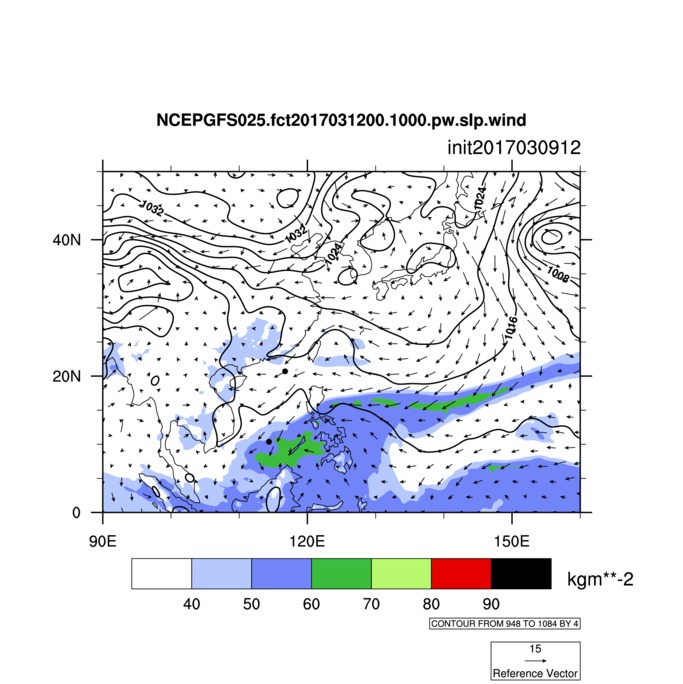 NCEPGFS025.fct2017031200.1000.pw.slp.wind
init2017030912
1032
1032
1024
1024
1008
1016
40N
20N
0
90E 120E 150E
kgm**-2
40 50 60 70 80 90
CONTOUR FROM 948 TO 1084 BY 4
15
Reference Vector